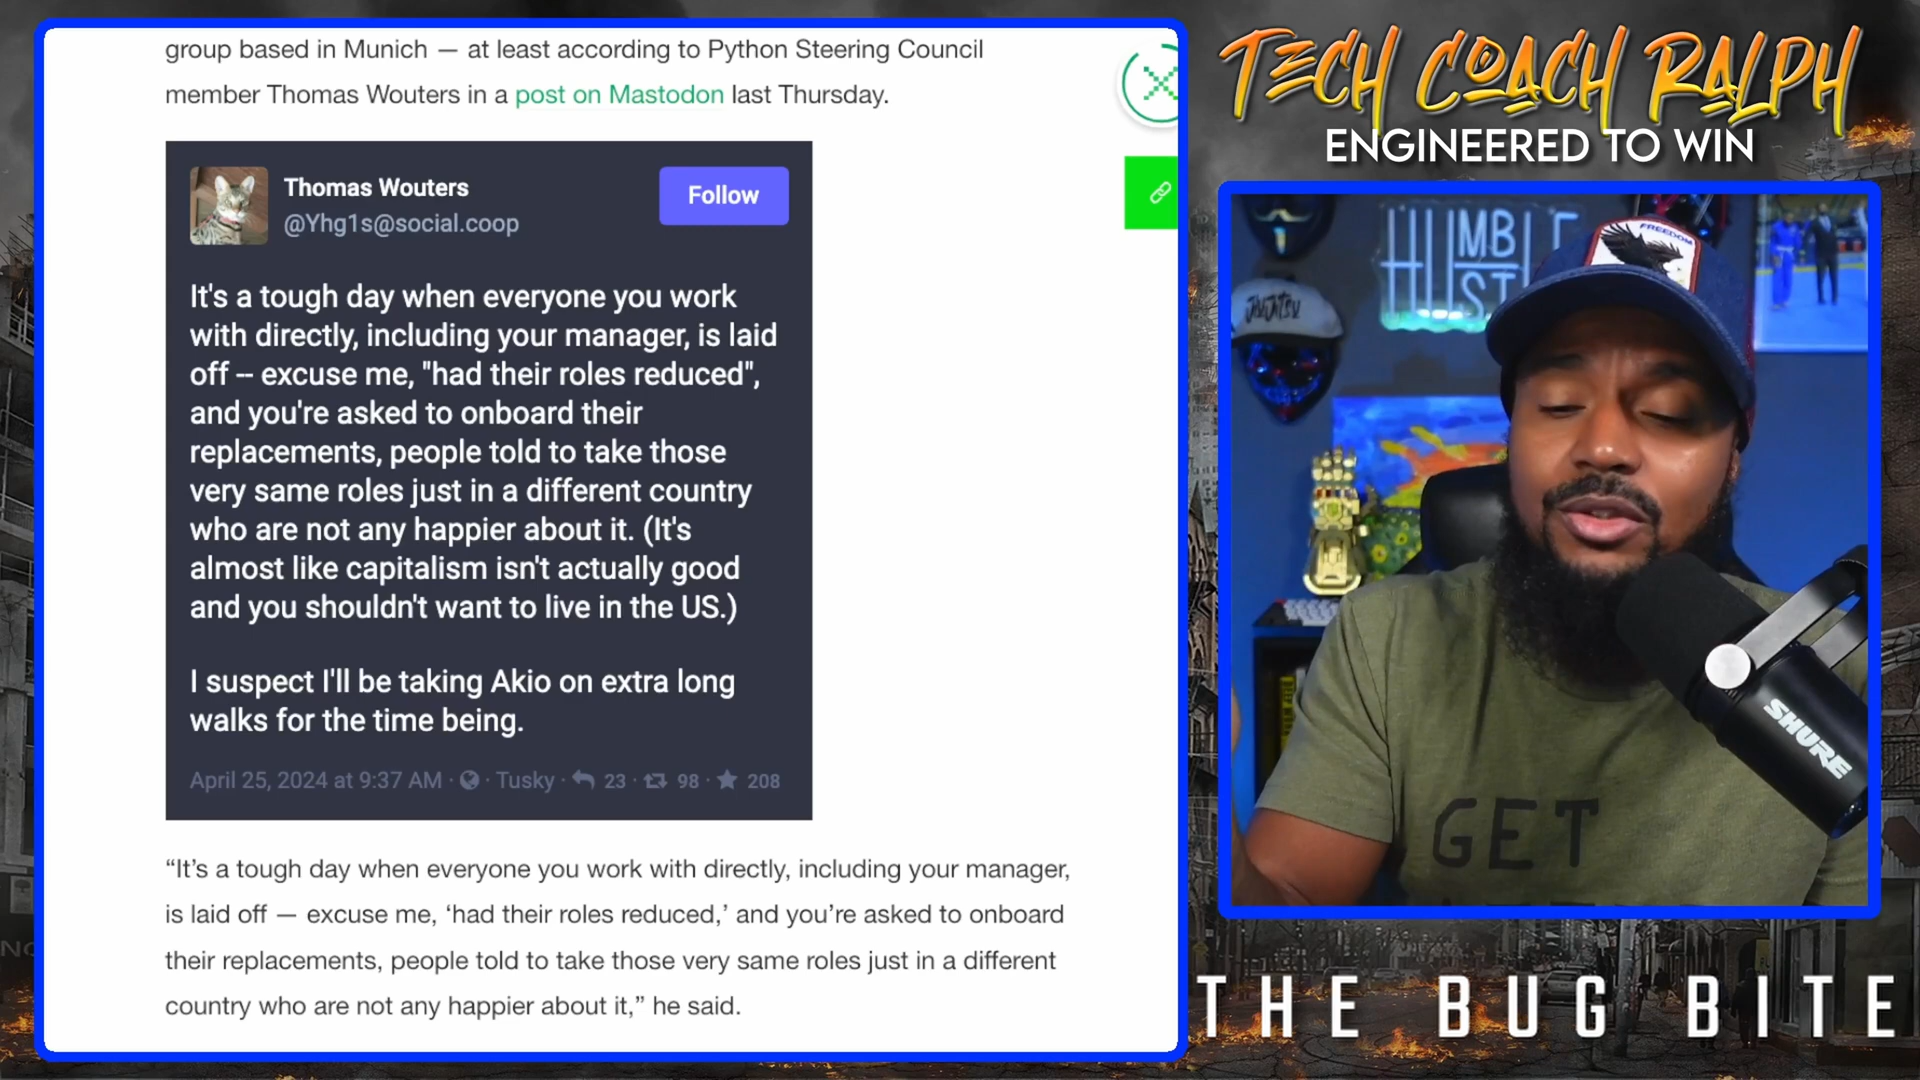 group based in Munich — at least according to Python Steering Council
member Thomas Wouters in a post on Mastodon last Thursday.
Thomas Wouters
@Yhg1s@social.coop
Follow
It's a tough day when everyone you work
with directly, including your manager, is laid
off -- excuse me, "had their roles reduced",
and you're asked to onboard their
replacements, people told to take those
very same roles just in a different country
who are not any happier about it. (It's
almost like capitalism isn't actually good
and you shouldn't want to live in the US.)
I suspect I'll be taking Akio on extra long
walks for the time being.
April 25, 2024 at 9:37 AM · · Tusky · 23 · 98 · 208
“It’s a tough day when everyone you work with directly, including your manager,
is laid off — excuse me, ‘had their roles reduced,’ and you’re asked to onboard
their replacements, people told to take those very same roles just in a different
country who are not any happier about it,” he said.
TECH COACH RALPH
ENGINEERED TO WIN
HUMBLE
FREEDOM
JiuJitsu
SHURE
GET
THE BUG BITE